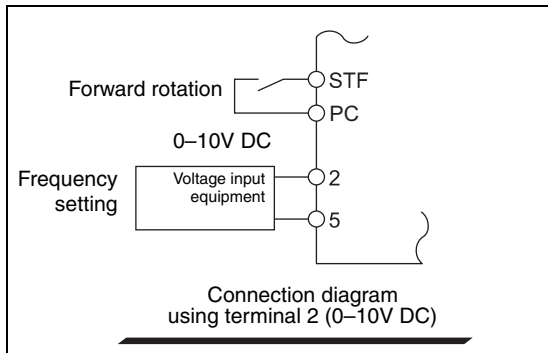 STF
Forward rotation
PC
0–10V DC
Frequency
setting
Voltage input
equipment
2
5
Connection diagram
using terminal 2 (0–10V DC)